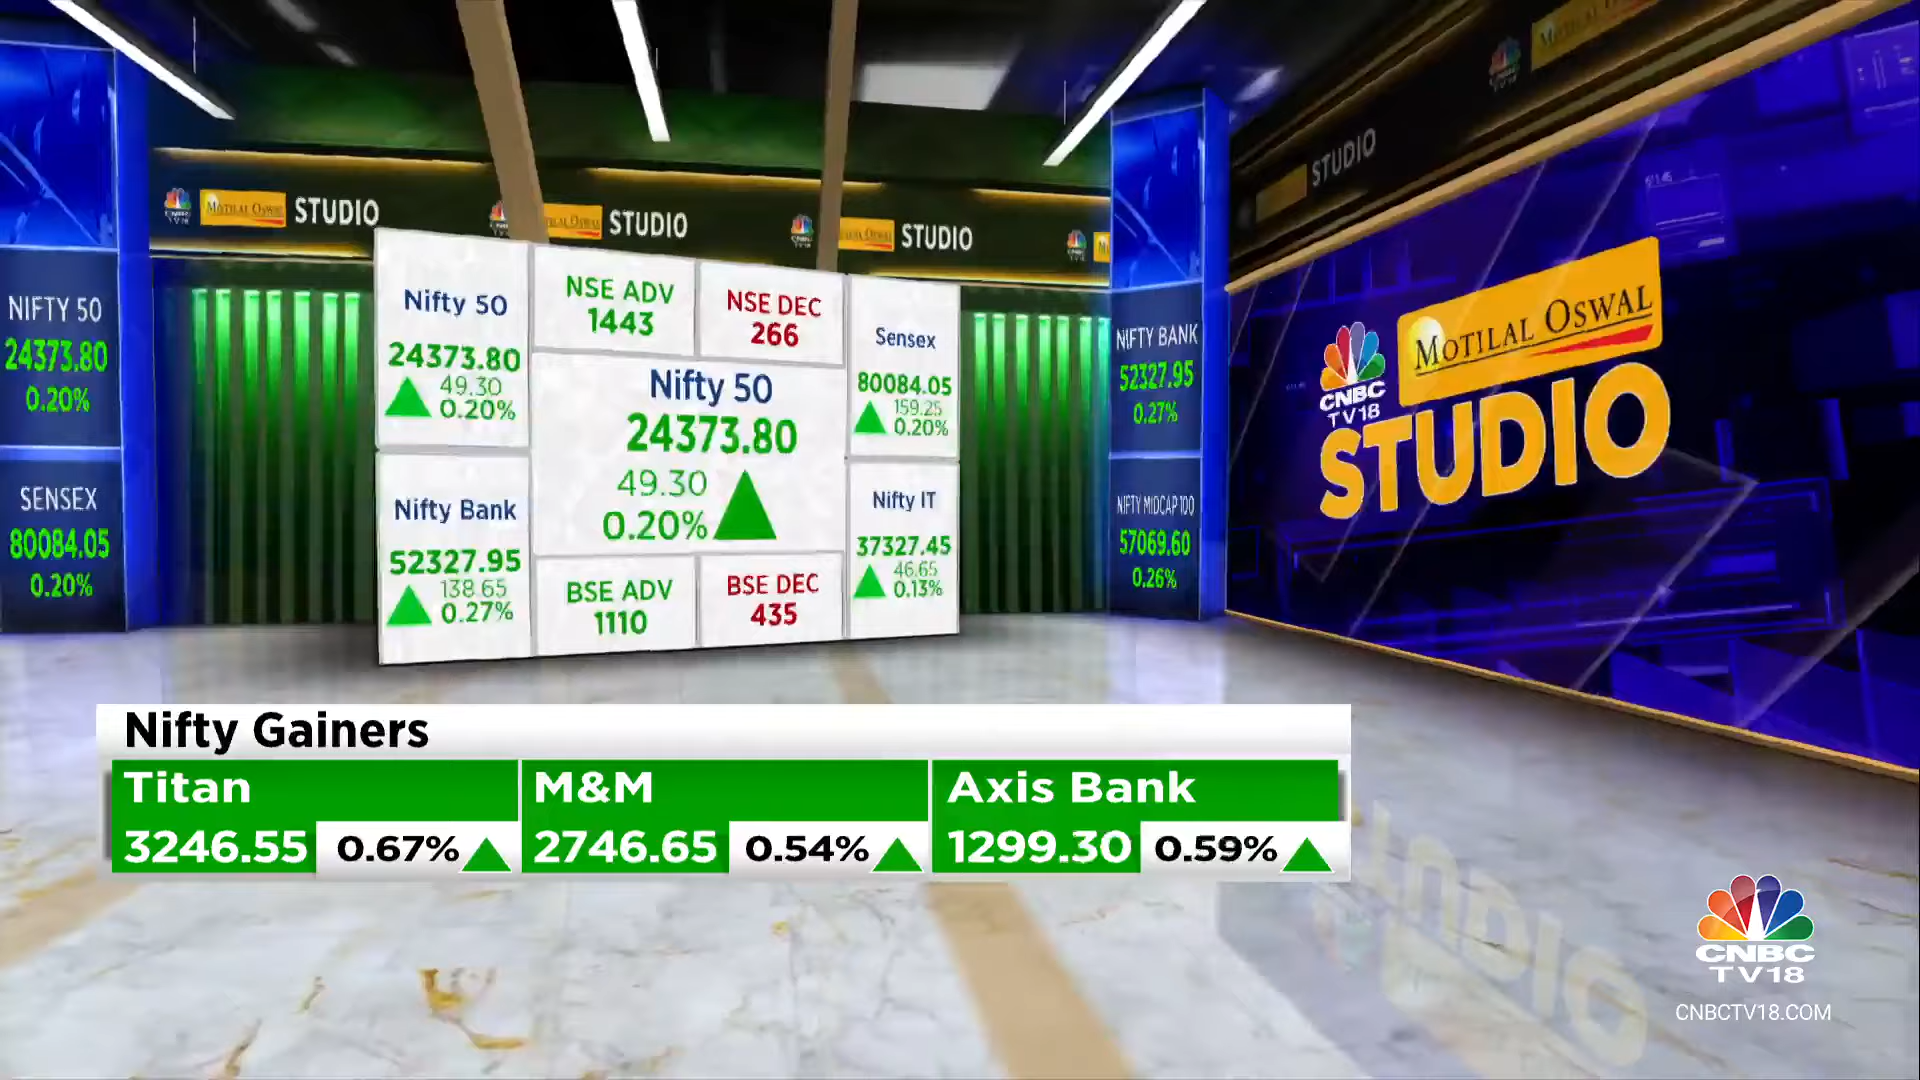 NIFTY 50
24373.80
0.20%
SENSEX
80084.05
0.20%
CNBC
TV18
MOTILAL OSWAL
STUDIO
STUDIO
STUDIO
STUDIO
Nifty 50
24373.80
49.30
0.20%
Nifty Bank
52327.95
138.65
0.27%
NSE ADV
1443
NSE DEC
266
Nifty 50
24373.80
49.30
0.20%
BSE ADV
1110
BSE DEC
435
Sensex
80084.05
159.25
0.20%
Nifty IT
37327.45
46.65
0.13%
NIFTY BANK
52327.95
0.27%
NIFTY MIDCAP 100
57069.60
0.26%
CNBC
TV18
MOTILAL OSWAL
STUDIO
Nifty Gainers
Titan
3246.55 0.67%
M&M
2746.65 0.54%
Axis Bank
1299.30 0.59%
CNBC
TV18
CNBCTV18.COM